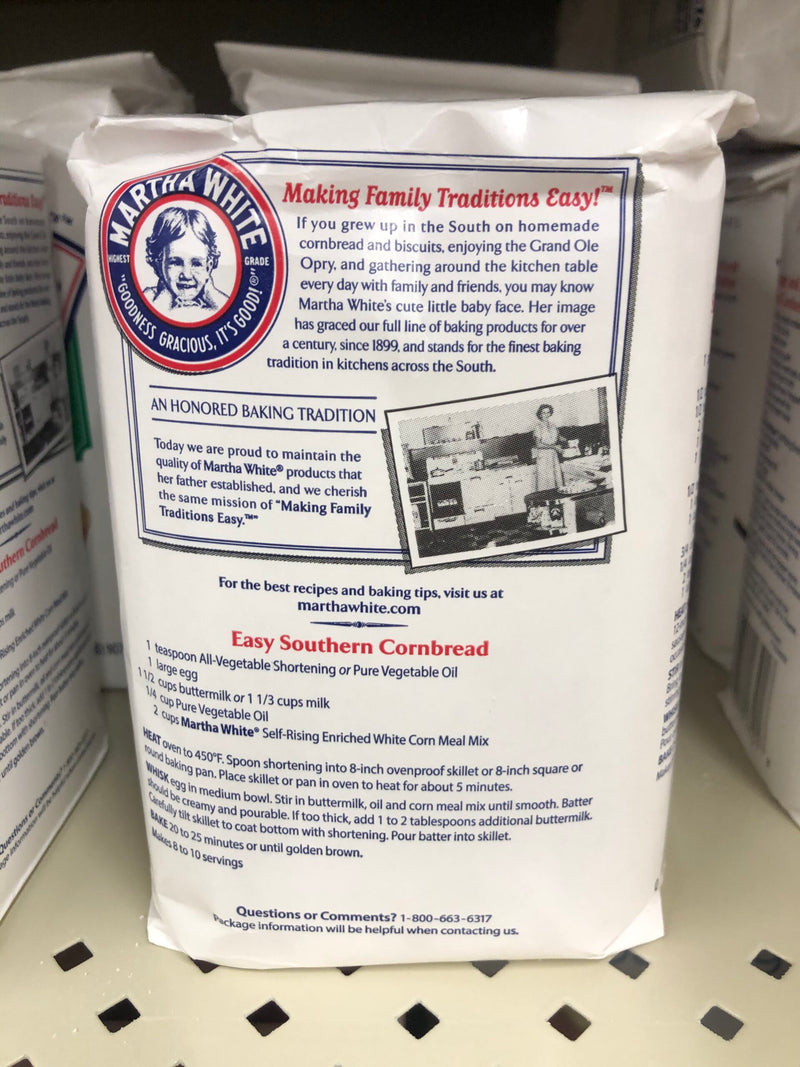 MARTHA WHITE
HIGHEST GRADE
"GOODNESS GRACIOUS, IT'S GOOD!"®
Making Family Traditions Easy!™
If you grew up in the South on homemade
cornbread and biscuits, enjoying the Grand Ole
Opry, and gathering around the kitchen table
every day with family and friends, you may know
Martha White's cute little baby face. Her image
has graced our full line of baking products for over
a century, since 1899, and stands for the finest baking
tradition in kitchens across the South.
AN HONORED BAKING TRADITION
Today we are proud to maintain the
quality of Martha White® products that
her father established, and we cherish
the same mission of "Making Family
Traditions Easy.™"
For the best recipes and baking tips, visit us at
marthawhite.com
Easy Southern Cornbread
1 teaspoon All-Vegetable Shortening or Pure Vegetable Oil
1 large egg
1 1/2 cups buttermilk or 1 1/3 cups milk
1/4 cup Pure Vegetable Oil
2 cups Martha White® Self-Rising Enriched White Corn Meal Mix
HEAT oven to 450°F. Spoon shortening into 8-inch ovenproof skillet or 8-inch square or
round baking pan. Place skillet or pan in oven to heat for about 5 minutes.
WHISK egg in medium bowl. Stir in buttermilk, oil and corn meal mix until smooth. Batter
should be creamy and pourable. If too thick, add 1 to 2 tablespoons additional buttermilk.
Carefully tilt skillet to coat bottom with shortening. Pour batter into skillet.
BAKE 20 to 25 minutes or until golden brown.
Makes 8 to 10 servings
Questions or Comments? 1-800-663-6317
Package information will be helpful when contacting us.